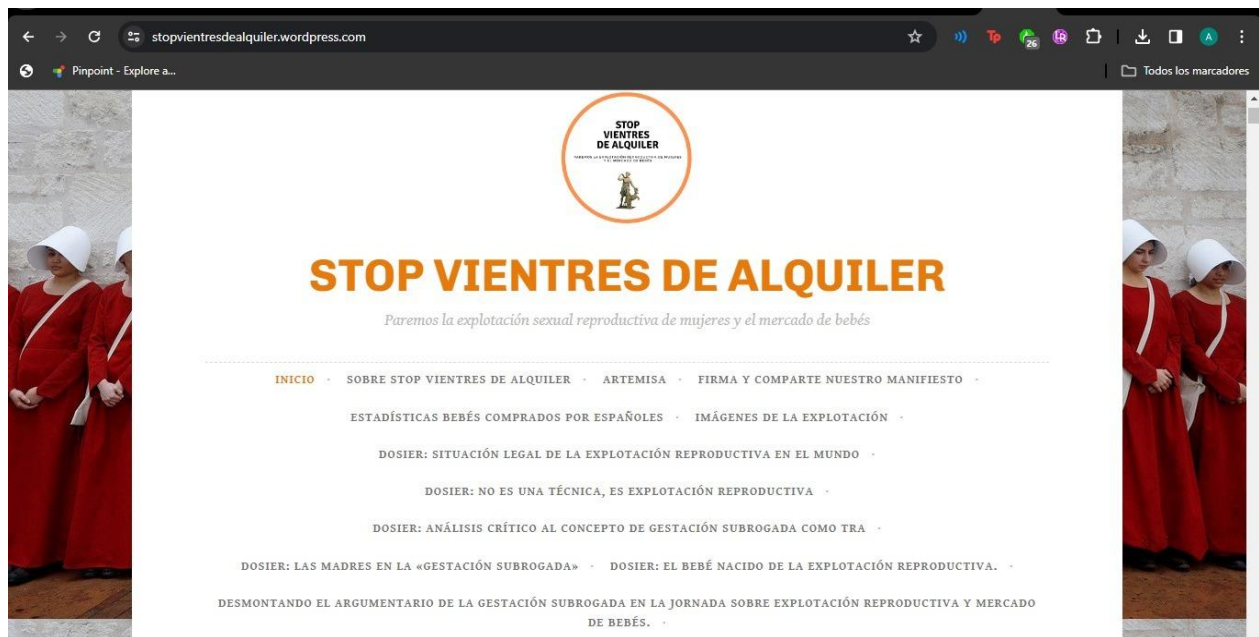 stopvientresdealquiler.wordpress.com
Tp
26
A
Pinpoint - Explore a...
Todos los marcadores
STOP
VIENTRES
DE ALQUILER
STOP VIENTRES DE ALQUILER
Paremos la explotación sexual reproductiva de mujeres y el mercado de bebés
INICIO · SOBRE STOP VIENTRES DE ALQUILER · ARTEMISA · FIRMA Y COMPARTE NUESTRO MANIFIESTO ·
ESTADÍSTICAS BEBÉS COMPRADOS POR ESPAÑOLES · IMÁGENES DE LA EXPLOTACIÓN ·
DOSIER: SITUACIÓN LEGAL DE LA EXPLOTACIÓN REPRODUCTIVA EN EL MUNDO ·
DOSIER: NO ES UNA TÉCNICA, ES EXPLOTACIÓN REPRODUCTIVA ·
DOSIER: ANÁLISIS CRÍTICO AL CONCEPTO DE GESTACIÓN SUBROGADA COMO TRA ·
DOSIER: LAS MADRES EN LA «GESTACIÓN SUBROGADA» · DOSIER: EL BEBÉ NACIDO DE LA EXPLOTACIÓN REPRODUCTIVA. ·
DESMONTANDO EL ARGUMENTARIO DE LA GESTACIÓN SUBROGADA EN LA JORNADA SOBRE EXPLOTACIÓN REPRODUCTIVA Y MERCADO
DE BEBÉS. ·